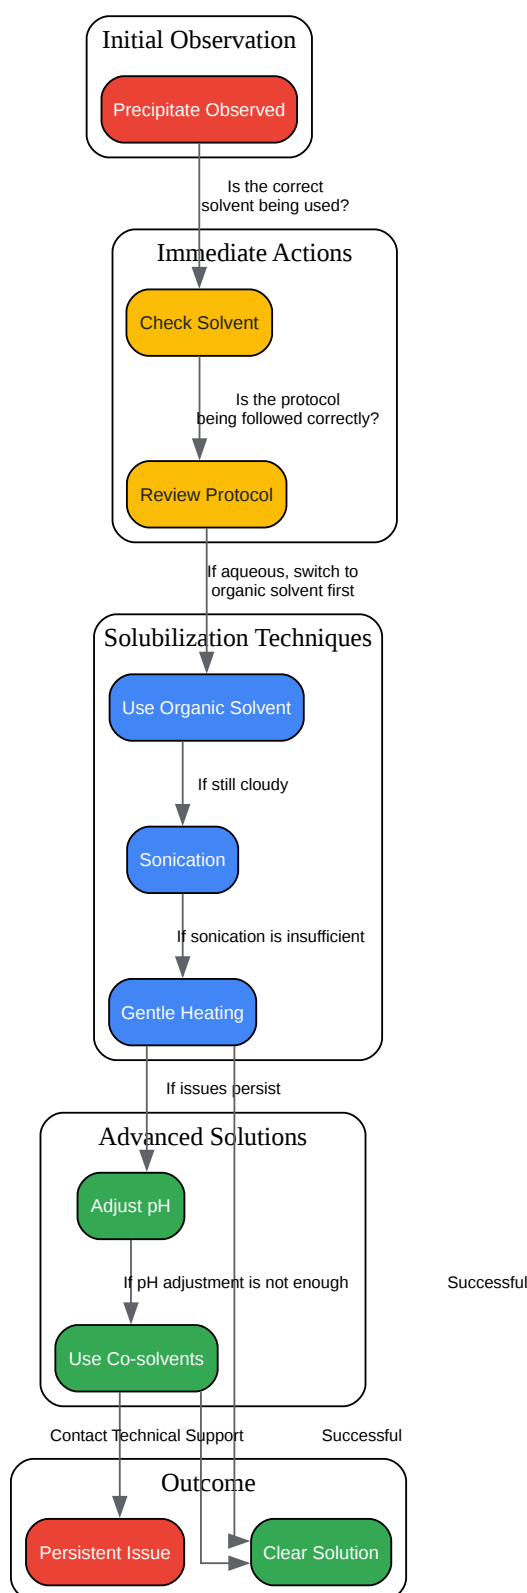 Initial Observation
Precipitate Observed
Is the correct
solvent being used?
Immediate Actions
Check Solvent
Is the protocol
being followed correctly?
Review Protocol
If aqueous, switch to
organic solvent first
Solubilization Techniques
Use Organic Solvent
If still cloudy
Sonication
If sonication is insufficient
Gentle Heating
If issues persist
Advanced Solutions
Adjust pH
If pH adjustment is not enough
Successful
Use Co-solvents
Contact Technical Support
Successful
Outcome
Persistent Issue
Clear Solution